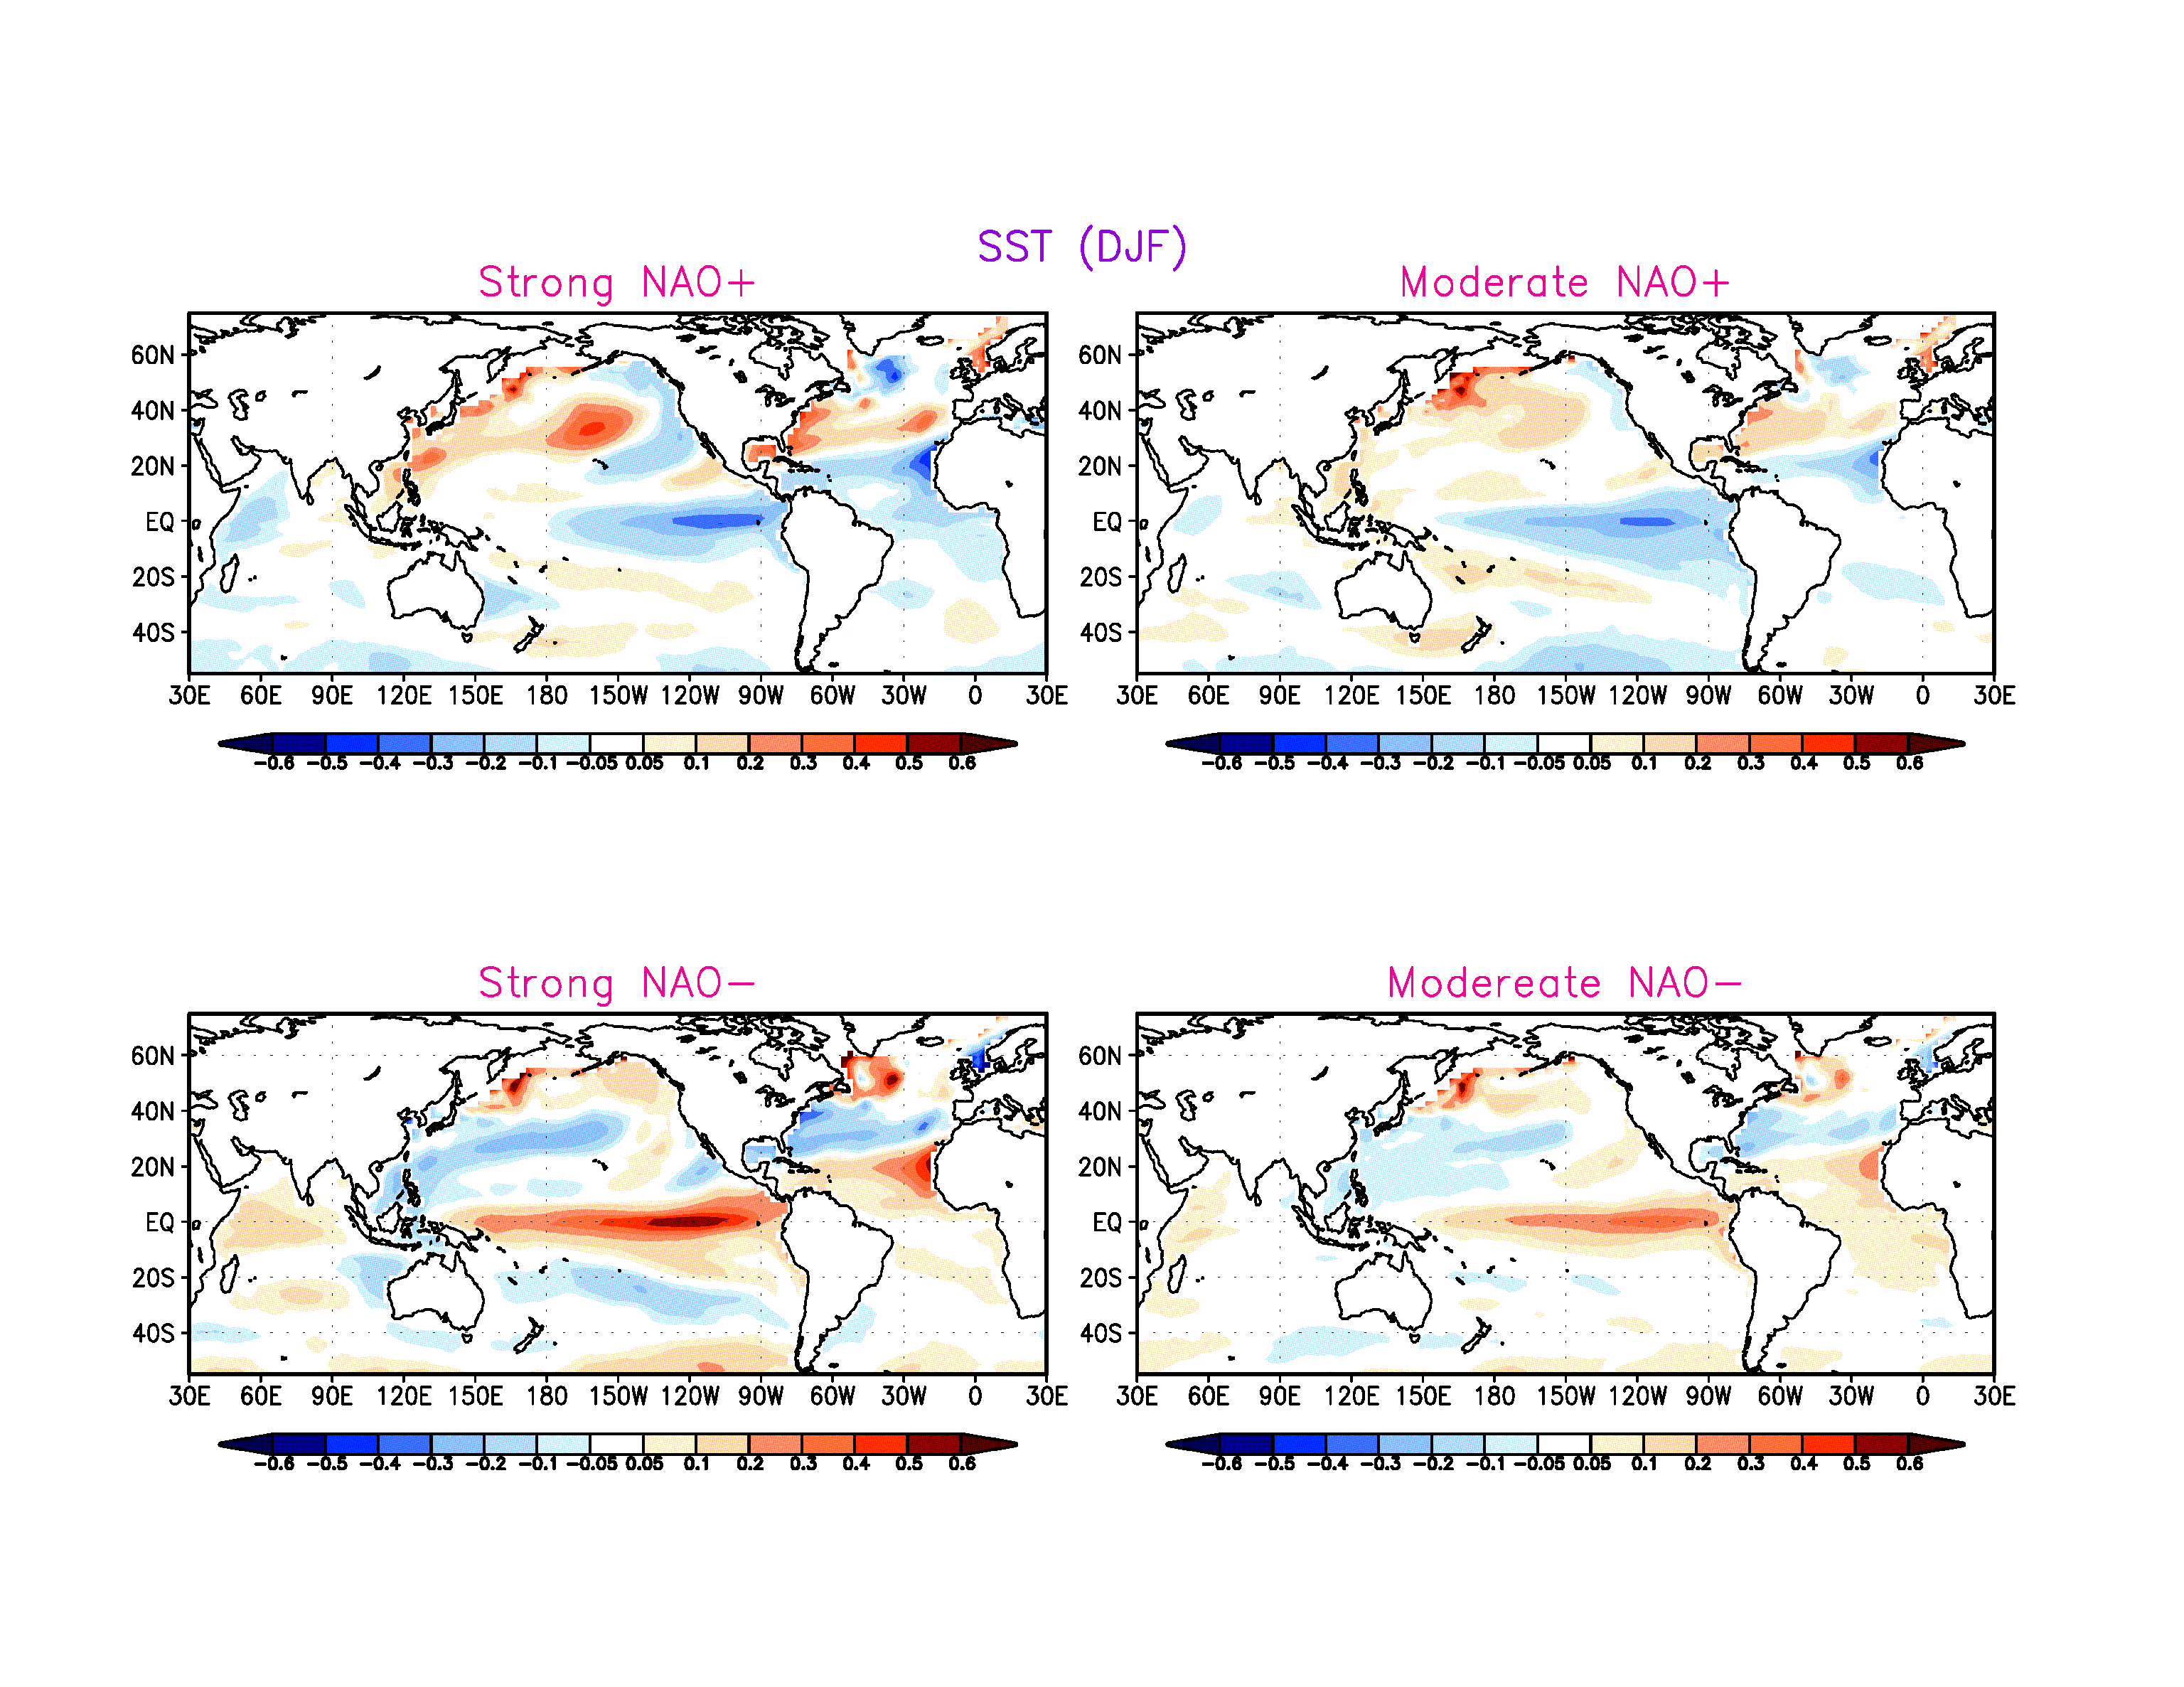 SST (DJF)
Strong NAO+
Moderate NAO+
60N
40N
20N
EQ
20S
40S
30E 60E 90E 120E 150E 180 150W 120W 90W 60W 30W 0 30E
-0.6 -0.5 -0.4 -0.3 -0.2 -0.1 -0.05 0.05 0.1 0.2 0.3 0.4 0.5 0.6
60N
40N
20N
EQ
20S
40S
30E 60E 90E 120E 150E 180 150W 120W 90W 60W 30W 0 30E
-0.6 -0.5 -0.4 -0.3 -0.2 -0.1 -0.05 0.05 0.1 0.2 0.3 0.4 0.5 0.6
Strong NAO-
Modereate NAO-
60N
40N
20N
EQ
20S
40S
30E 60E 90E 120E 150E 180 150W 120W 90W 60W 30W 0 30E
-0.6 -0.5 -0.4 -0.3 -0.2 -0.1 -0.05 0.05 0.1 0.2 0.3 0.4 0.5 0.6
60N
40N
20N
EQ
20S
40S
30E 60E 90E 120E 150E 180 150W 120W 90W 60W 30W 0 30E
-0.6 -0.5 -0.4 -0.3 -0.2 -0.1 -0.05 0.05 0.1 0.2 0.3 0.4 0.5 0.6